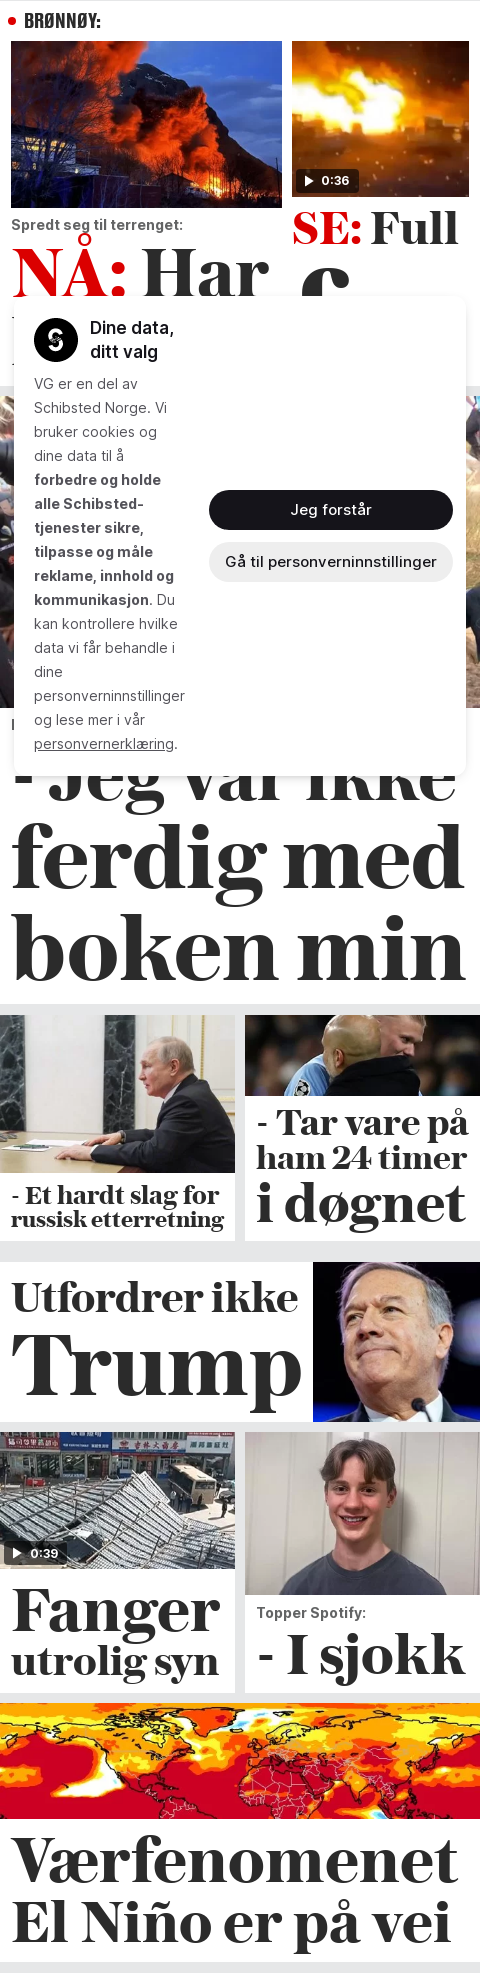 BRØNNØY:
Spredt seg til terrenget:
NÅ: Har
0:36
SE: Full
Dine data,
ditt valg
VG er en del av
Schibsted Norge. Vi
bruker cookies og
dine data til å
forbedre og holde
alle Schibsted-
tjenester sikre,
tilpasse og måle
reklame, innhold og
kommunikasjon. Du
kan kontrollere hvilke
data vi får behandle i
dine
personverninnstillinger
og lese mer i vår
personvernerklæring.
Jeg forstår
Gå til personverninnstillinger
- Jeg var ikke
ferdig med
boken min
- Et hardt slag for
russisk etterretning
- Tar vare på
ham 24 timer
i døgnet
Utfordrer ikke
Trump
0:39
Fanger
utrolig syn
Topper Spotify:
- I sjokk
Værfenomenet
El Niño er på vei